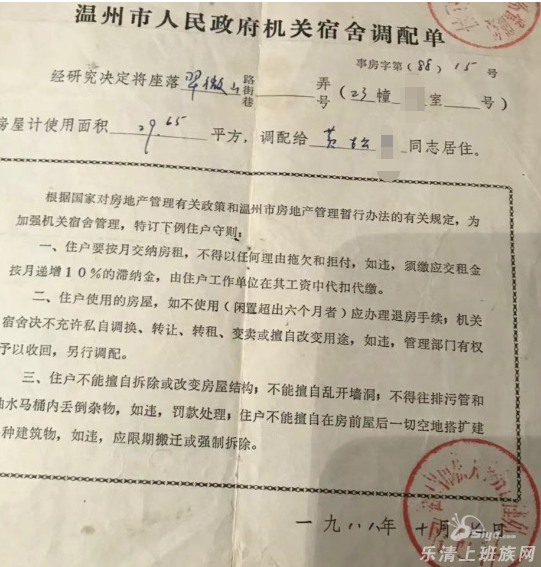 温州市人民政府机关宿舍调配单
事房字第(88)15号
经研究决定将座落翠微山路街巷 弄号(23幢 室 号)
房屋计使用面积29.65平方,调配给黄 同志居住。
根据国家对房地产管理有关政策和温州市房地产管理暂行办法的有关规定,为
加强机关宿舍管理,特订下例住户守则:
一、住户要按月交纳房租,不得以任何理由拖欠和拒付,如违,须缴应交租金
按月递增10%的滞纳金,由住户工作单位在其工资中代扣代缴。
二、住户使用的房屋,如不使用(闲置超出六个月者)应办理退房手续;机关
宿舍决不允许私自调换、转让、转租、变卖或擅自改变用途,如违,管理部门有权
予以收回,另行调配。
三、住户不能擅自拆除或改变房屋结构;不能擅自乱开墙洞;不得往排污管和
抽水马桶内丢倒杂物,如违,罚款处理;住户不能擅自在房前屋后一切空地搭扩建
种建筑物,如违,应限期搬迁或强制拆除。
一九八八年十月 日
乐清上班族网